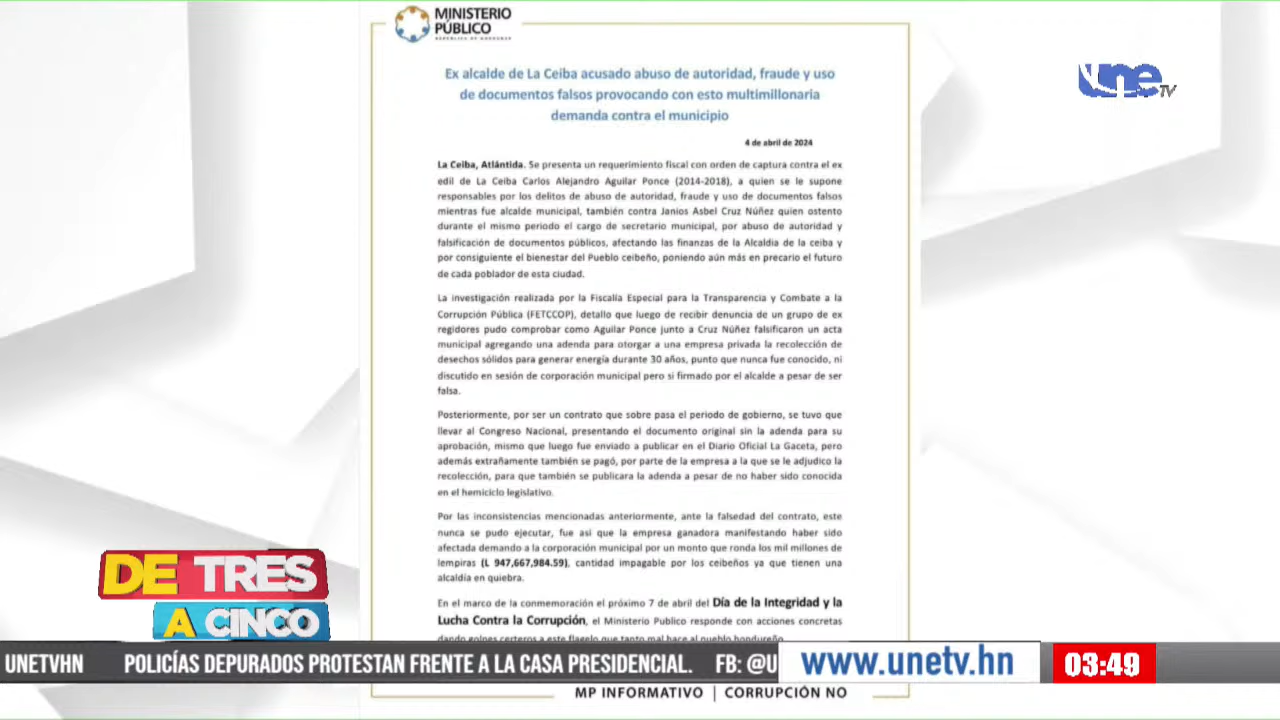 MINISTERIO
PÚBLICO
REPÚBLICA DE HONDURAS
UNE TV
Ex alcalde de La Ceiba acusado abuso de autoridad, fraude y uso
de documentos falsos provocando con esto multimillonaria
demanda contra el municipio
4 de abril de 2024
La Ceiba, Atlántida. Se presenta un requerimiento fiscal con orden de captura contra el ex
edil de La Ceiba Carlos Alejandro Aguilar Ponce (2014-2018), a quien se le supone
responsables por los delitos de abuso de autoridad, fraude y uso de documentos falsos
mientras fue alcalde municipal, también contra Janios Asbel Cruz Núñez quien ostento
durante el mismo periodo el cargo de secretario municipal, por abuso de autoridad y
falsificación de documentos públicos, afectando las finanzas de la Alcaldia de la ceiba y
por consiguiente el bienestar del Pueblo ceibeño, poniendo aún más en precario el futuro
de cada poblador de esta ciudad.
La investigación realizada por la Fiscalía Especial para la Transparencia y Combate a la
Corrupción Pública (FETCCOP), detallo que luego de recibir denuncia de un grupo de ex
regidores pudo comprobar como Aguilar Ponce junto a Cruz Núñez falsificaron un acta
municipal agregando una adenda para otorgar a una empresa privada la recolección de
desechos sólidos para generar energía durante 30 años, punto que nunca fue conocido, ni
discutido en sesión de corporación municipal pero si firmado por el alcalde a pesar de ser
falsa.
Posteriormente, por ser un contrato que sobre pasa el periodo de gobierno, se tuvo que
llevar al Congreso Nacional, presentando el documento original sin la adenda para su
aprobación, mismo que luego fue enviado a publicar en el Diario Oficial La Gaceta, pero
además extrañamente también se pagó, por parte de la empresa a la que se le adjudico la
recolección, para que también se publicara la adenda a pesar de no haber sido conocida
en el hemiciclo legislativo.
Por las inconsistencias mencionadas anteriormente, ante la falsedad del contrato, este
nunca se pudo ejecutar, fue asi que la empresa ganadora manifestando haber sido
afectada demando a la corporación municipal por un monto que ronda los mil millones de
lempiras (L 947,667,984.59), cantidad impagable por los ceibeños ya que tienen una
alcaldía en quiebra.
En el marco de la conmemoración el próximo 7 de abril del Día de la Integridad y la
Lucha Contra la Corrupción, el Ministerio Publico responde con acciones concretas
dando golpes certeros a este flagelo que tanto mal hace al pueblo hondureño.
DE TRES
A CINCO
UNETVHN POLICÍAS DEPURADOS PROTESTAN FRENTE A LA CASA PRESIDENCIAL. FB: @U
www.unetv.hn
03:49
MP INFORMATIVO | CORRUPCIÓN NO